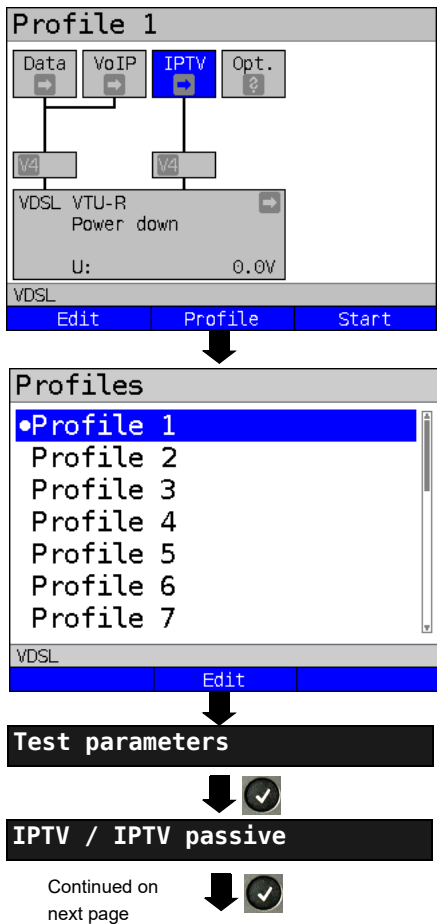 Profile 1
Data VoIP IPTV Opt.
V4 V4
VDSL VTU-R
Power down
U: 0.0V
VDSL
Edit Profile Start
Profiles
•Profile 1
Profile 2
Profile 3
Profile 4
Profile 5
Profile 6
Profile 7
VDSL
Edit
Test parameters
IPTV / IPTV passive
Continued on
next page